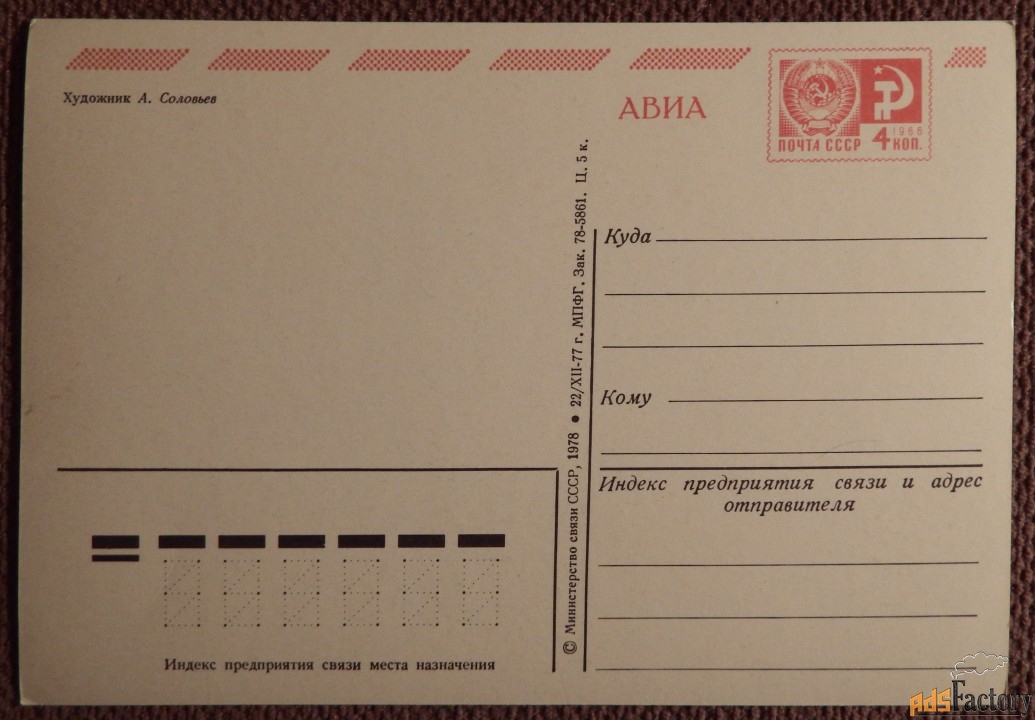 Художник А. Соловьев
АВИА
ПОЧТА СССР 4 КОП.
1966
© Министерство связи СССР, 1978 • 22/XII-77 г. МПФГ. Зак. 78-5861. Ц. 5 к.
Куда
Кому
Индекс предприятия связи и адрес
отправителя
Индекс предприятия связи места назначения
adsFactory